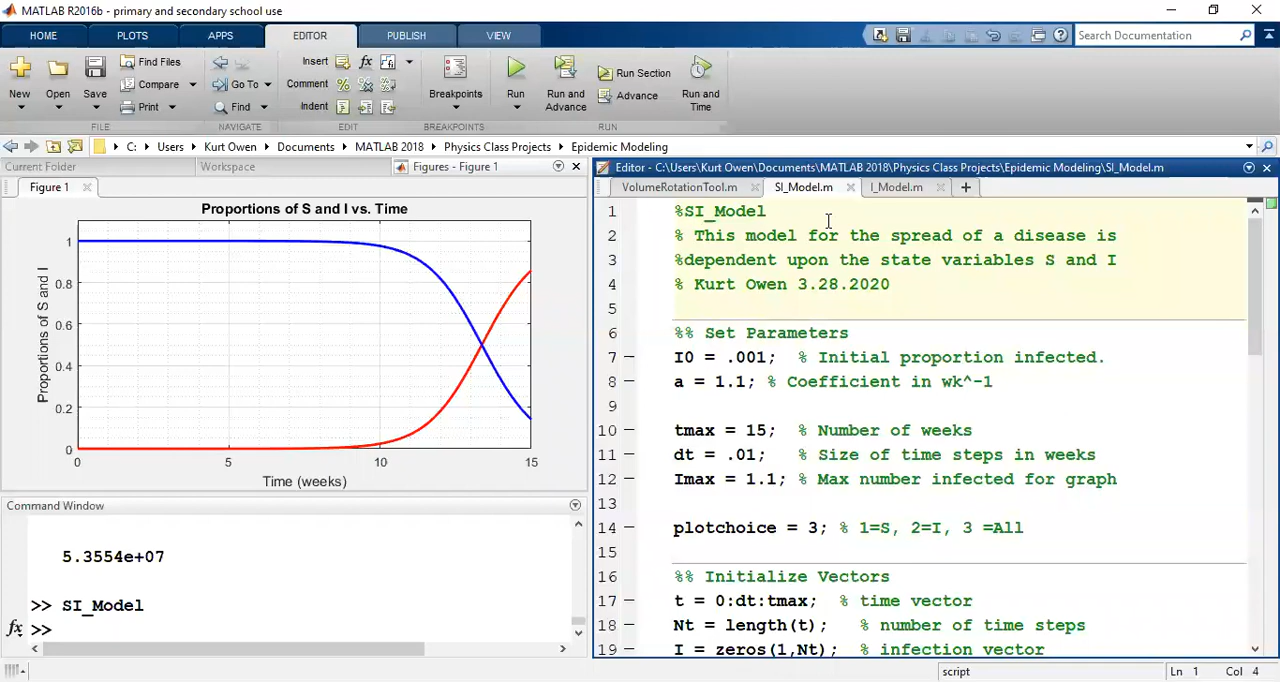 MATLAB R2016b - primary and secondary school use
HOME PLOTS APPS EDITOR PUBLISH VIEW
Search Documentation
New
Open
Save
Find Files
Compare
Print
FILE
Go To
Find
NAVIGATE
Insert
fx
Comment
%
Indent
EDIT
Breakpoints
BREAKPOINTS
Run
Run and Advance
Run Section
Advance
Run and Time
RUN
C: Users Kurt Owen Documents MATLAB 2018 Physics Class Projects Epidemic Modeling
Current Folder
Workspace
Figures - Figure 1
Figure 1
Proportions of S and I vs. Time
Proportions of S and I
1
0.8
0.6
0.4
0.2
0
0 5 10 15
Time (weeks)
Command Window
5.3554e+07
>> SI_Model
fx >>
Editor - C:\Users\Kurt Owen\Documents\MATLAB 2018\Physics Class Projects\Epidemic Modeling\SI_Model.m
VolumeRotationTool.m SI_Model.m I_Model.m
1 %SI_Model
2 % This model for the spread of a disease is
3 %dependent upon the state variables S and I
4 % Kurt Owen 3.28.2020
5
6 %% Set Parameters
7 I0 = .001; % Initial proportion infected.
8 a = 1.1; % Coefficient in wk^-1
9
10 tmax = 15; % Number of weeks
11 dt = .01; % Size of time steps in weeks
12 Imax = 1.1; % Max number infected for graph
13
14 plotchoice = 3; % 1=S, 2=I, 3 =All
15
16 %% Initialize Vectors
17 t = 0:dt:tmax; % time vector
18 Nt = length(t); % number of time steps
19 I = zeros(1,Nt); % infection vector
script
Ln 1 Col 4